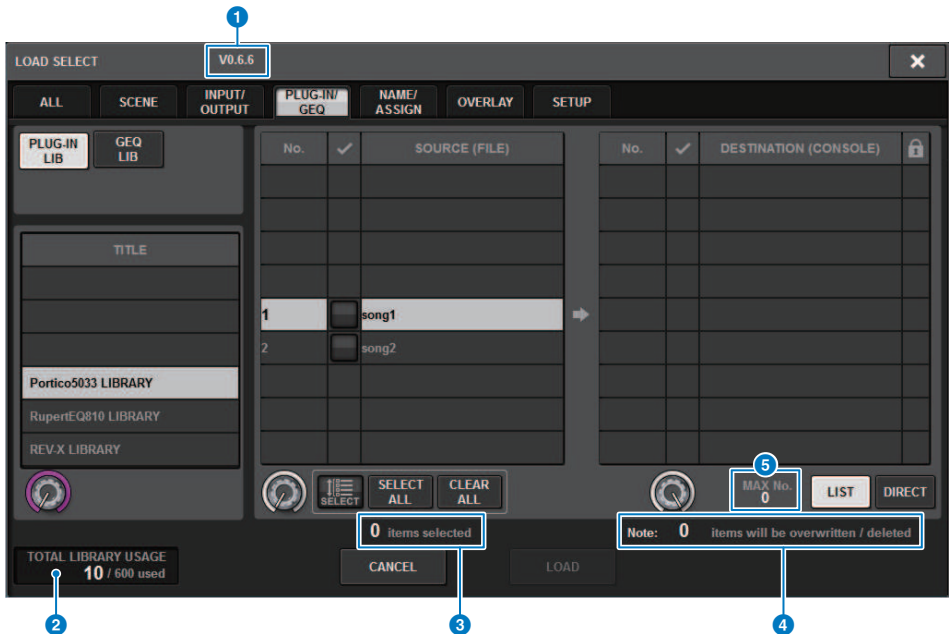 1
LOAD SELECT V0.6.6
ALL SCENE INPUT/ OUTPUT PLUG-IN/ GEQ NAME/ ASSIGN OVERLAY SETUP
PLUG-IN LIB GEQ LIB
No. SOURCE (FILE)
No. DESTINATION (CONSOLE)
TITLE
1 song1
2 song2
Portico5033 LIBRARY
RupertEQ810 LIBRARY
REV-X LIBRARY
5
SELECT
SELECT ALL
CLEAR ALL
MAX No.
0
LIST
DIRECT
0 items selected
Note: 0 items will be overwritten / deleted
TOTAL LIBRARY USAGE
10 / 600 used
CANCEL
LOAD
2
3
4